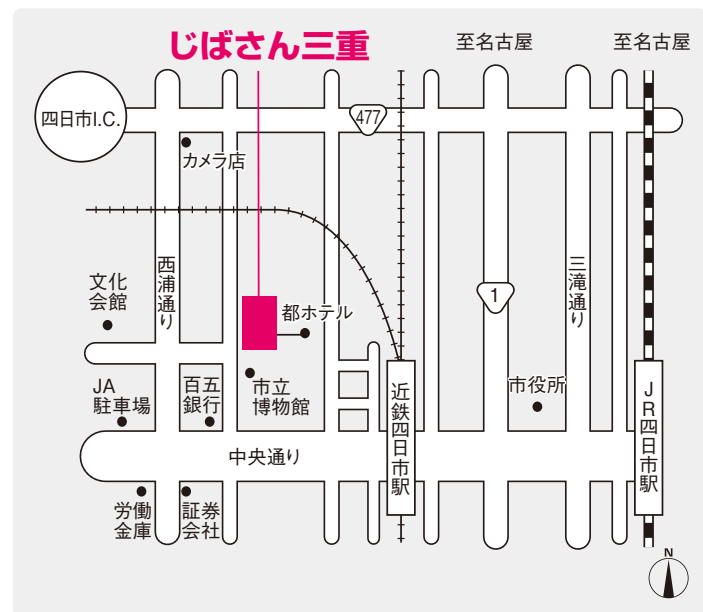 じばさん三重
至名古屋
至名古屋
四日市I.C.
477
カメラ店
西浦通り
三滝通り
文化
会館
都ホテル
1
JA
駐車場
百五
銀行
市立
博物館
近鉄四日市駅
市役所
JR四日市駅
中央通り
労働
金庫
証券
会社
N